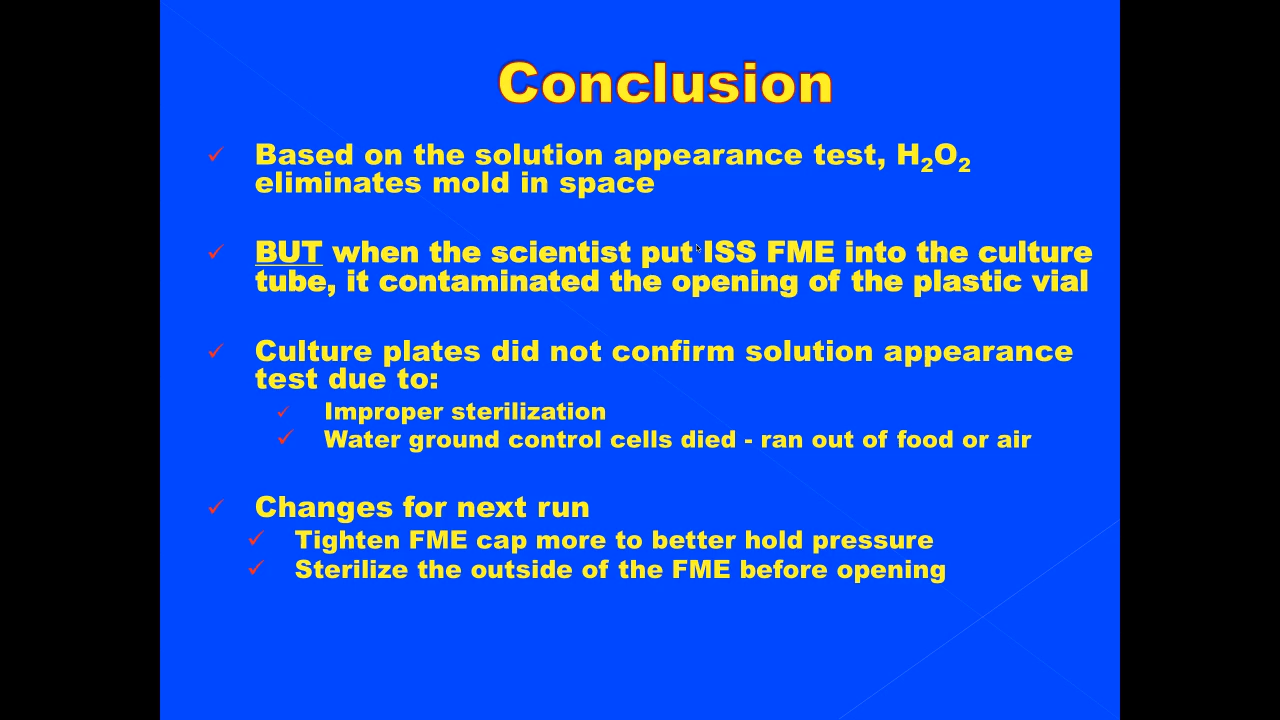 Conclusion
✓ Based on the solution appearance test, H₂O₂
eliminates mold in space
✓ BUT when the scientist put ISS FME into the culture
tube, it contaminated the opening of the plastic vial
✓ Culture plates did not confirm solution appearance
test due to:
✓ Improper sterilization
✓ Water ground control cells died - ran out of food or air
✓ Changes for next run
✓ Tighten FME cap more to better hold pressure
✓ Sterilize the outside of the FME before opening